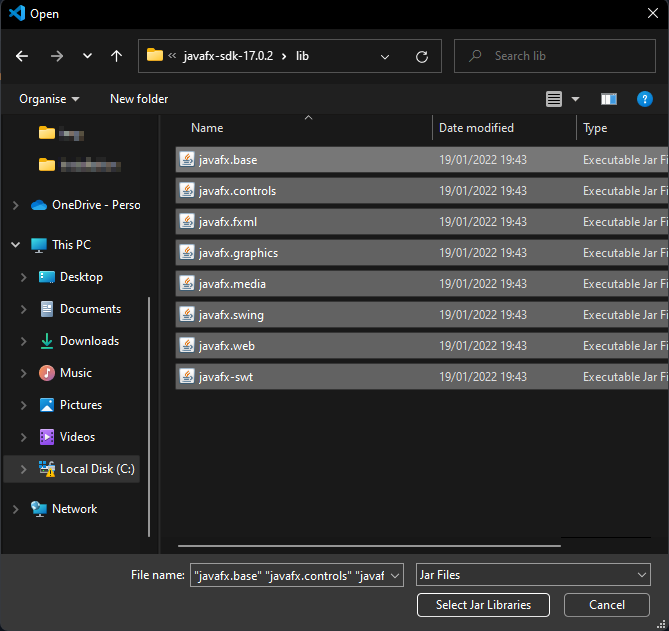 Open
« javafx-sdk-17.0.2 > lib
Search lib
Organise
New folder
?
Name
Date modified
Type
OneDrive - Perso
This PC
Desktop
Documents
Downloads
Music
Pictures
Videos
Local Disk (C:)
Network
javafx.base 19/01/2022 19:43 Executable Jar Fi
javafx.controls 19/01/2022 19:43 Executable Jar Fi
javafx.fxml 19/01/2022 19:43 Executable Jar Fi
javafx.graphics 19/01/2022 19:43 Executable Jar Fi
javafx.media 19/01/2022 19:43 Executable Jar Fi
javafx.swing 19/01/2022 19:43 Executable Jar Fi
javafx.web 19/01/2022 19:43 Executable Jar Fi
javafx-swt 19/01/2022 19:43 Executable Jar Fi
File name: "javafx.base" "javafx.controls" "javaf
Jar Files
Select Jar Libraries
Cancel